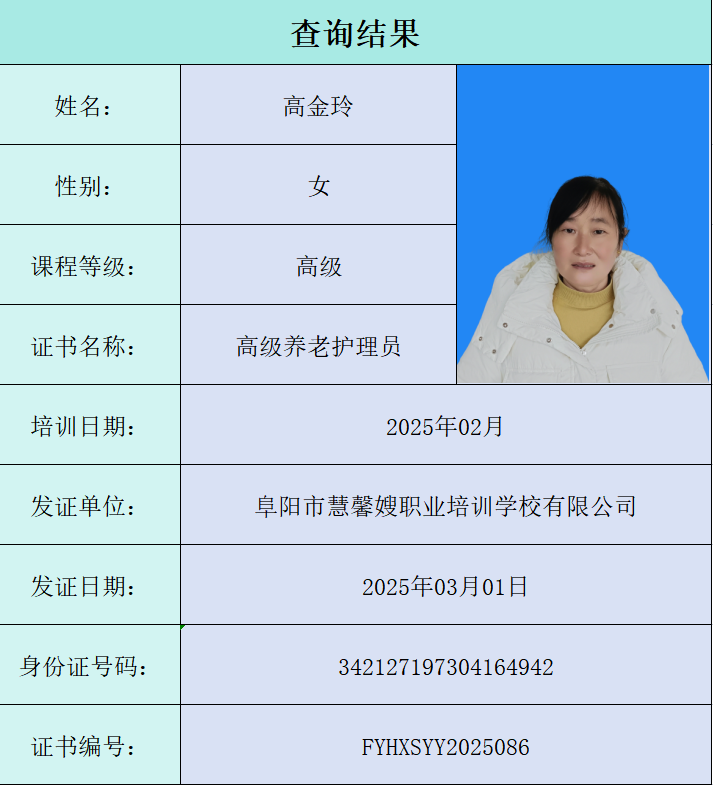 查询结果
姓名： 高金玲
性别： 女
课程等级： 高级
证书名称： 高级养老护理员
培训日期： 2025年02月
发证单位： 阜阳市慧馨嫂职业培训学校有限公司
发证日期： 2025年03月01日
身份证号码： 342127197304164942
证书编号： FYHXSYY2025086